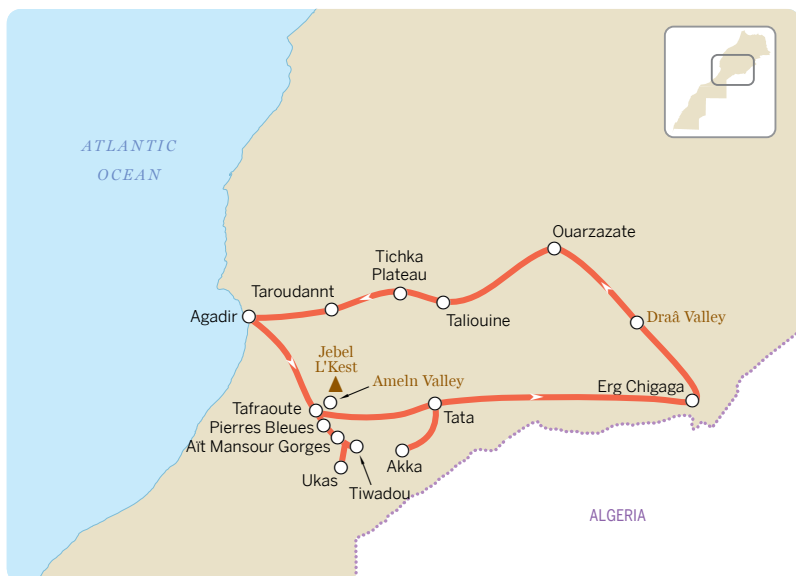 ATLANTIC
OCEAN
Ouarzazate
Tichka
Plateau
Taroudannt
Taliouine
Agadir
Draâ Valley
Jebel
L'Kest
Ameln Valley
Erg Chigaga
Tafraoute
Tata
Pierres Bleues
Aït Mansour Gorges
Akka
Ukas
Tiwadou
ALGERIA